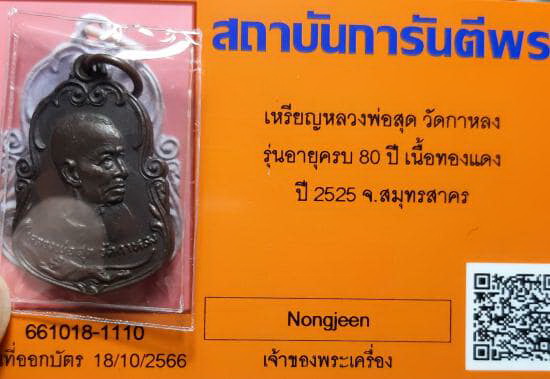 สถาบันการันตีพร
เหรียญหลวงพ่อสุด วัดกาหลง
รุ่นอายุครบ 80 ปี เนื้อทองแดง
ปี 2525 จ.สมุทรสาคร
661018-1110
Nongjeen
ที่ออกบัตร 18/10/2566
เจ้าของพระเครื่อง